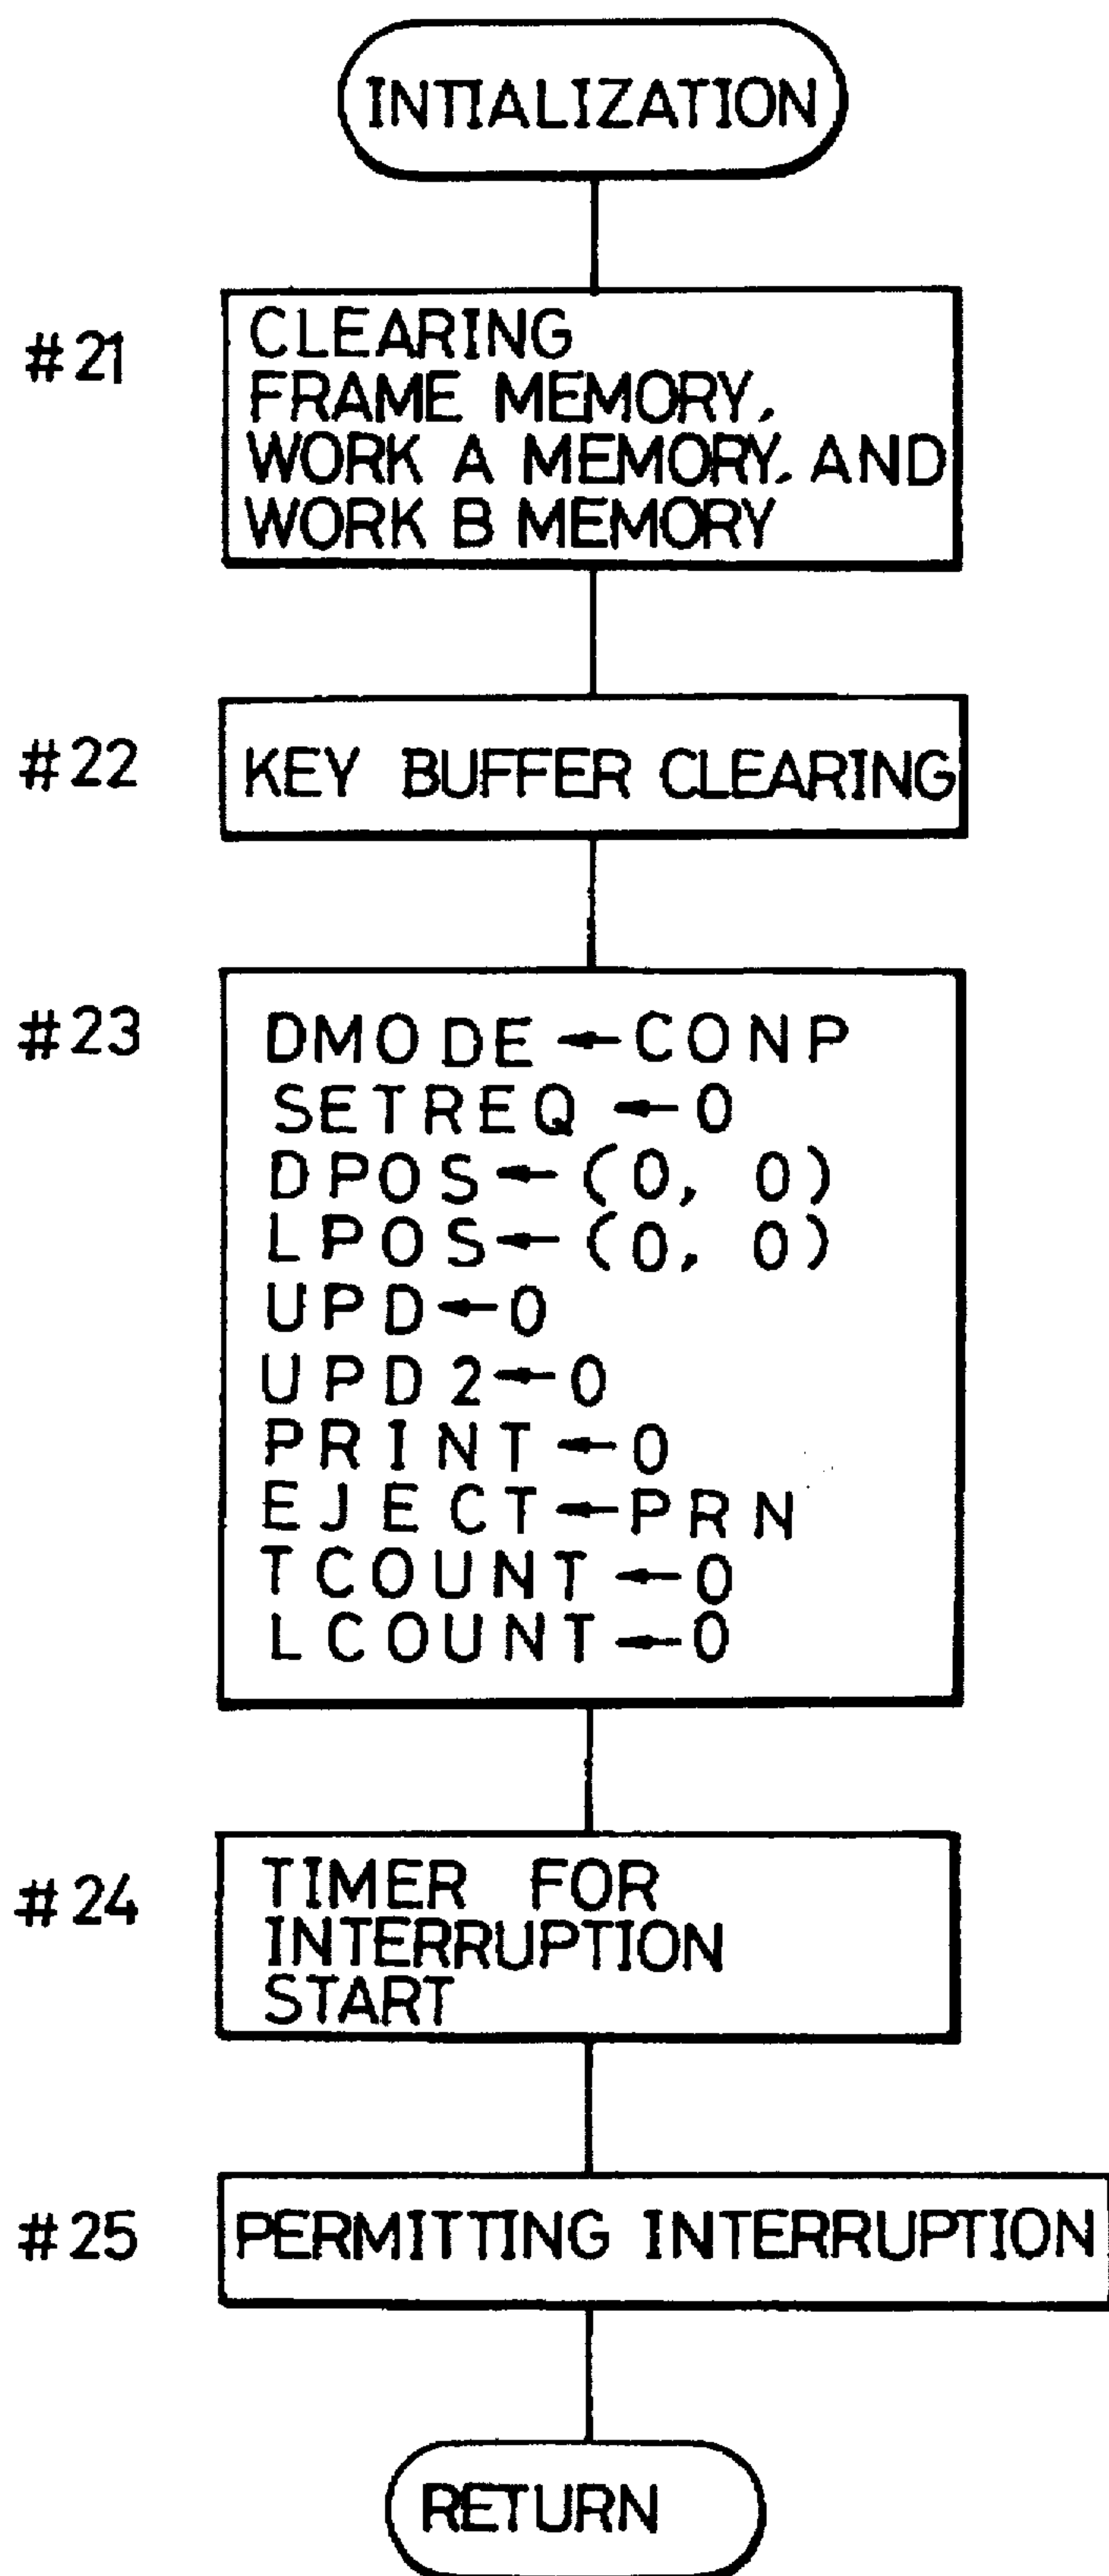 INTIALIZATION
#21
CLEARING
FRAME MEMORY,
WORK A MEMORY, AND
WORK B MEMORY
#22
KEY BUFFER CLEARING
#23
DMODE ← CONP
SETREQ ← 0
DPOS ← (0, 0)
LPOS ← (0, 0)
UPD ← 0
UPD2 ← 0
PRINT ← 0
EJECT ← PRN
TCOUNT ← 0
LCOUNT ← 0
#24
TIMER FOR
INTERRUPTION
START
#25
PERMITTING INTERRUPTION
RETURN